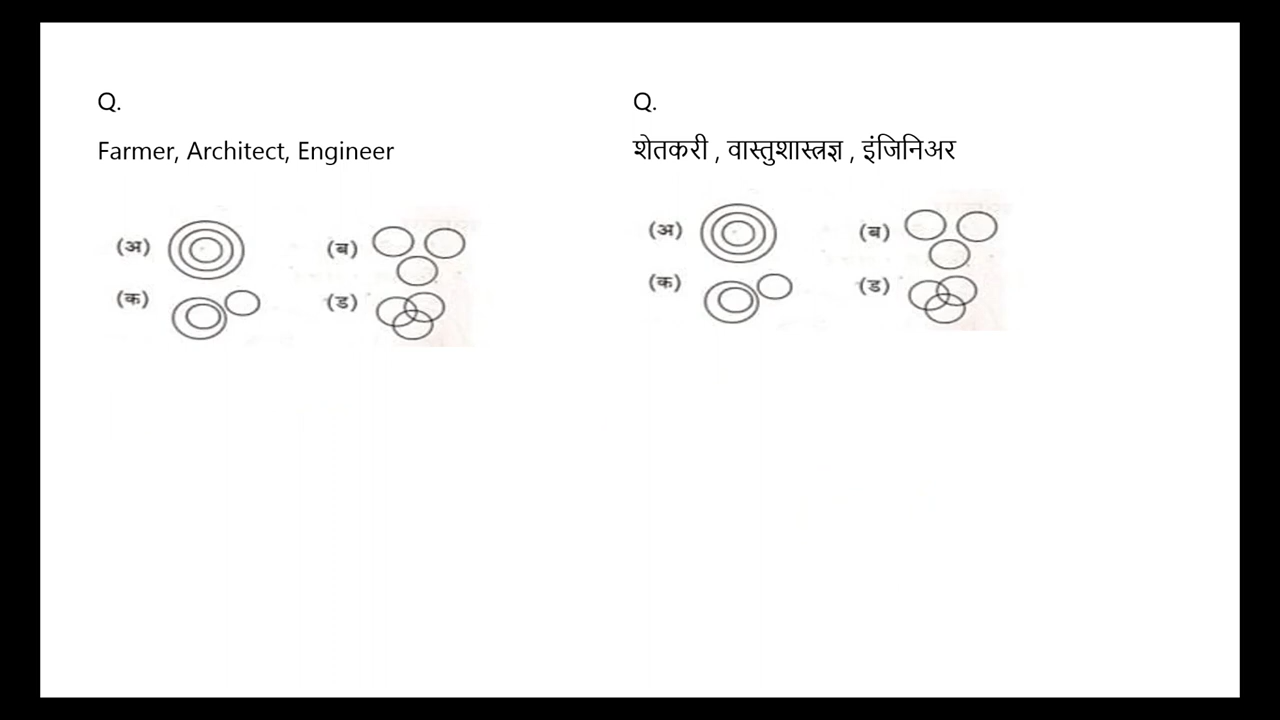 Q.
Farmer, Architect, Engineer
(अ) (ब)
(क) (ड)
Q.
शेतकरी , वास्तुशास्त्रज्ञ , इंजिनिअर
(अ) (ब)
(क) (ड)